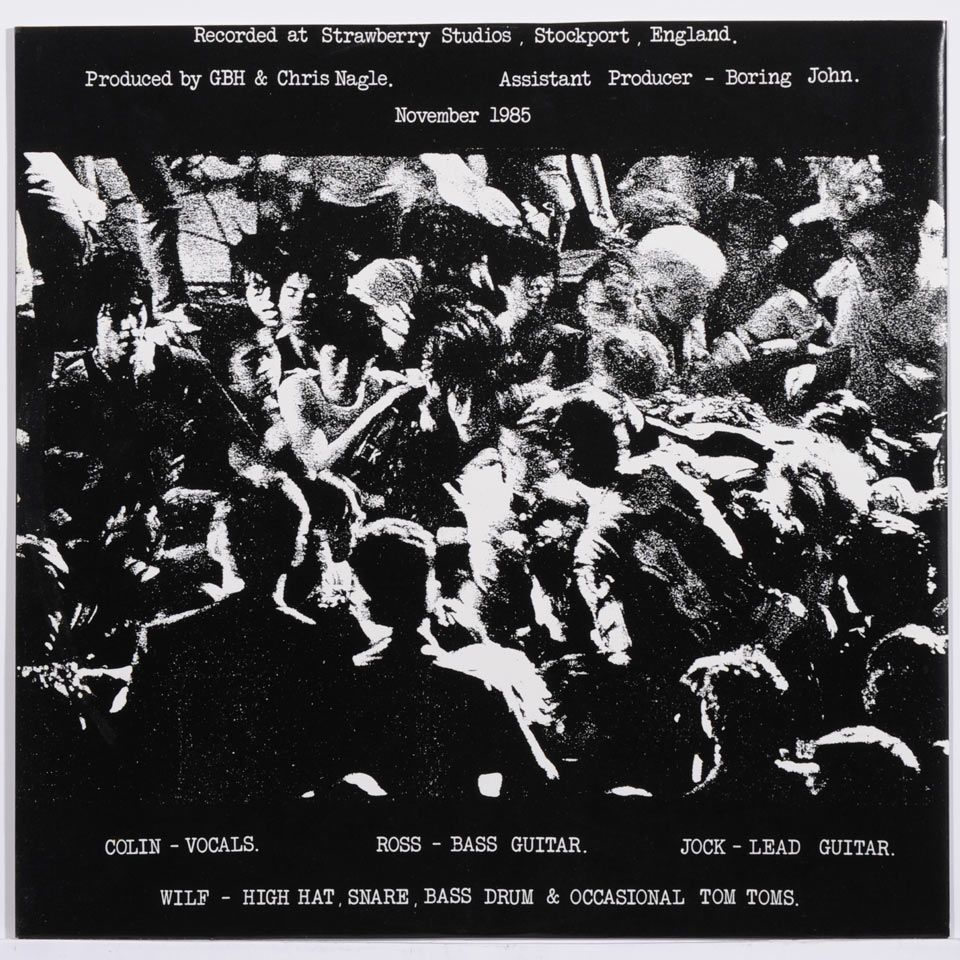 Recorded at Strawberry Studios, Stockport, England.
Produced by GBH & Chris Nagle. Assistant Producer - Boring John.
November 1985
COLIN - VOCALS. ROSS - BASS GUITAR. JOCK - LEAD GUITAR.
WILF - HIGH HAT, SNARE, BASS DRUM & OCCASIONAL TOM TOMS.